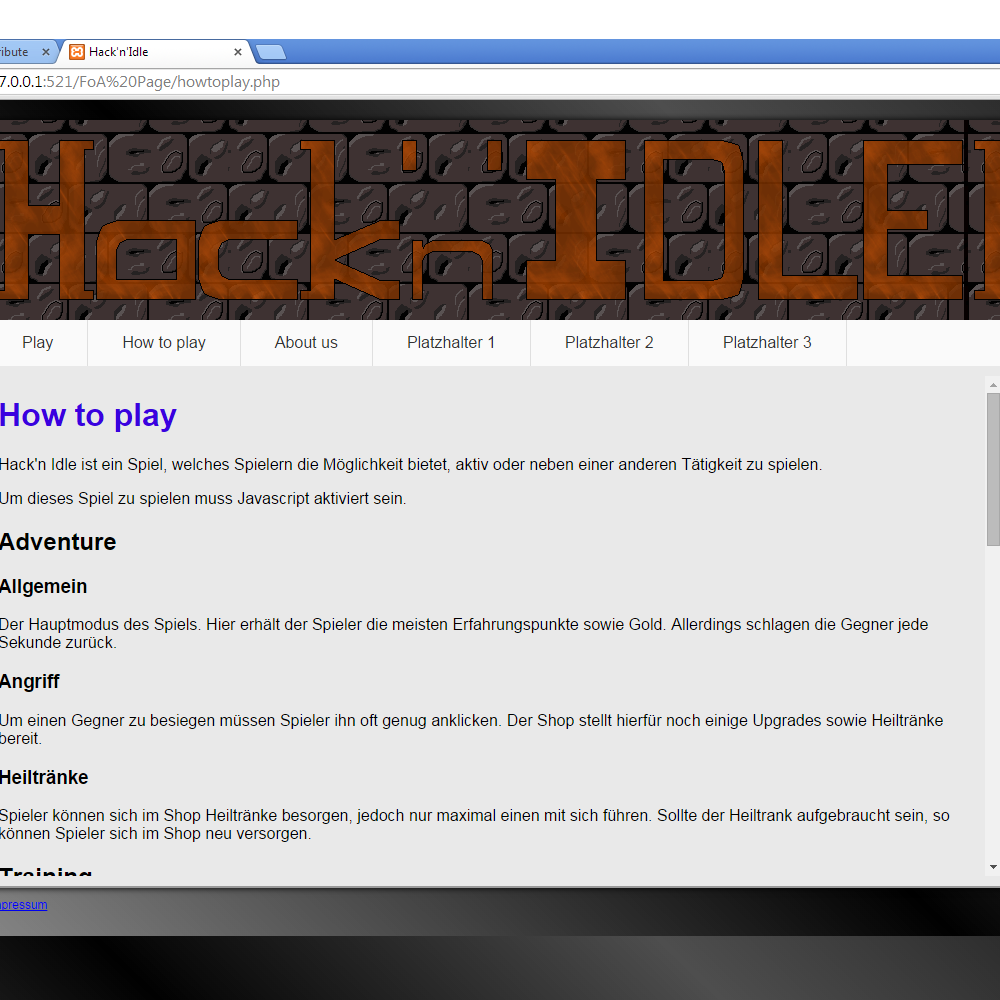 ribute
Hack'n'Idle
7.0.0.1:521/FoA%20Page/howtoplay.php
Hack'n'IDLE
Play
How to play
About us
Platzhalter 1
Platzhalter 2
Platzhalter 3
How to play
Hack'n Idle ist ein Spiel, welches Spielern die Möglichkeit bietet, aktiv oder neben einer anderen Tätigkeit zu spielen.
Um dieses Spiel zu spielen muss Javascript aktiviert sein.
Adventure
Allgemein
Der Hauptmodus des Spiels. Hier erhält der Spieler die meisten Erfahrungspunkte sowie Gold. Allerdings schlagen die Gegner jede
Sekunde zurück.
Angriff
Um einen Gegner zu besiegen müssen Spieler ihn oft genug anklicken. Der Shop stellt hierfür noch einige Upgrades sowie Heiltränke
bereit.
Heiltränke
Spieler können sich im Shop Heiltränke besorgen, jedoch nur maximal einen mit sich führen. Sollte der Heiltrank aufgebraucht sein, so
können Spieler sich im Shop neu versorgen.
Training
pressum